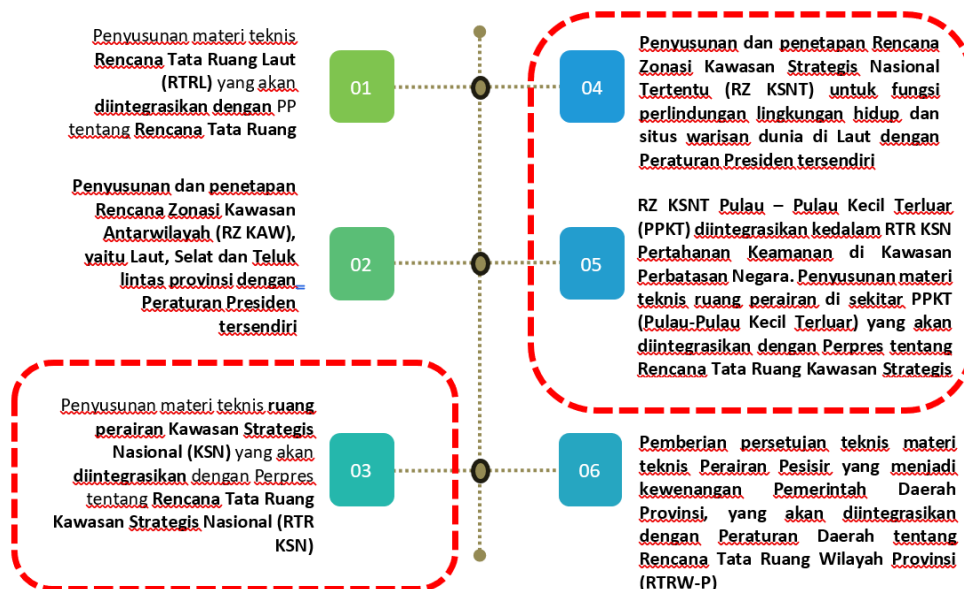 Penyusunan materi teknis
Rencana Tata Ruang Laut
(RTRL) yang akan
diintegrasikan dengan PP
tentang Rencana Tata Ruang
01
Penyusunan dan penetapan
Rencana Zonasi Kawasan
Antarwilayah (RZ KAW),
yaitu Laut, Selat dan Teluk
lintas provinsi dengan
Peraturan Presiden
tersendiri
02
Penyusunan materi teknis ruang
perairan Kawasan Strategis
Nasional (KSN) yang akan
diintegrasikan dengan Perpres
tentang Rencana Tata Ruang
Kawasan Strategis Nasional (RTR
KSN)
03
04
Penyusunan dan penetapan Rencana
Zonasi Kawasan Strategis Nasional
Tertentu (RZ KSNT) untuk fungsi
perlindungan lingkungan hidup dan
situs warisan dunia di Laut dengan
Peraturan Presiden tersendiri
05
RZ KSNT Pulau – Pulau Kecil Terluar
(PPKT) diintegrasikan kedalam RTR KSN
Pertahanan Keamanan di Kawasan
Perbatasan Negara. Penyusunan materi
teknis ruang perairan di sekitar PPKT
(Pulau-Pulau Kecil Terluar) yang akan
diintegrasikan dengan Perpres tentang
Rencana Tata Ruang Kawasan Strategis
06
Pemberian persetujan teknis materi
teknis Perairan Pesisir yang menjadi
kewenangan Pemerintah Daerah
Provinsi, yang akan diintegrasikan
dengan Peraturan Daerah tentang
Rencana Tata Ruang Wilayah Provinsi
(RTRW-P)